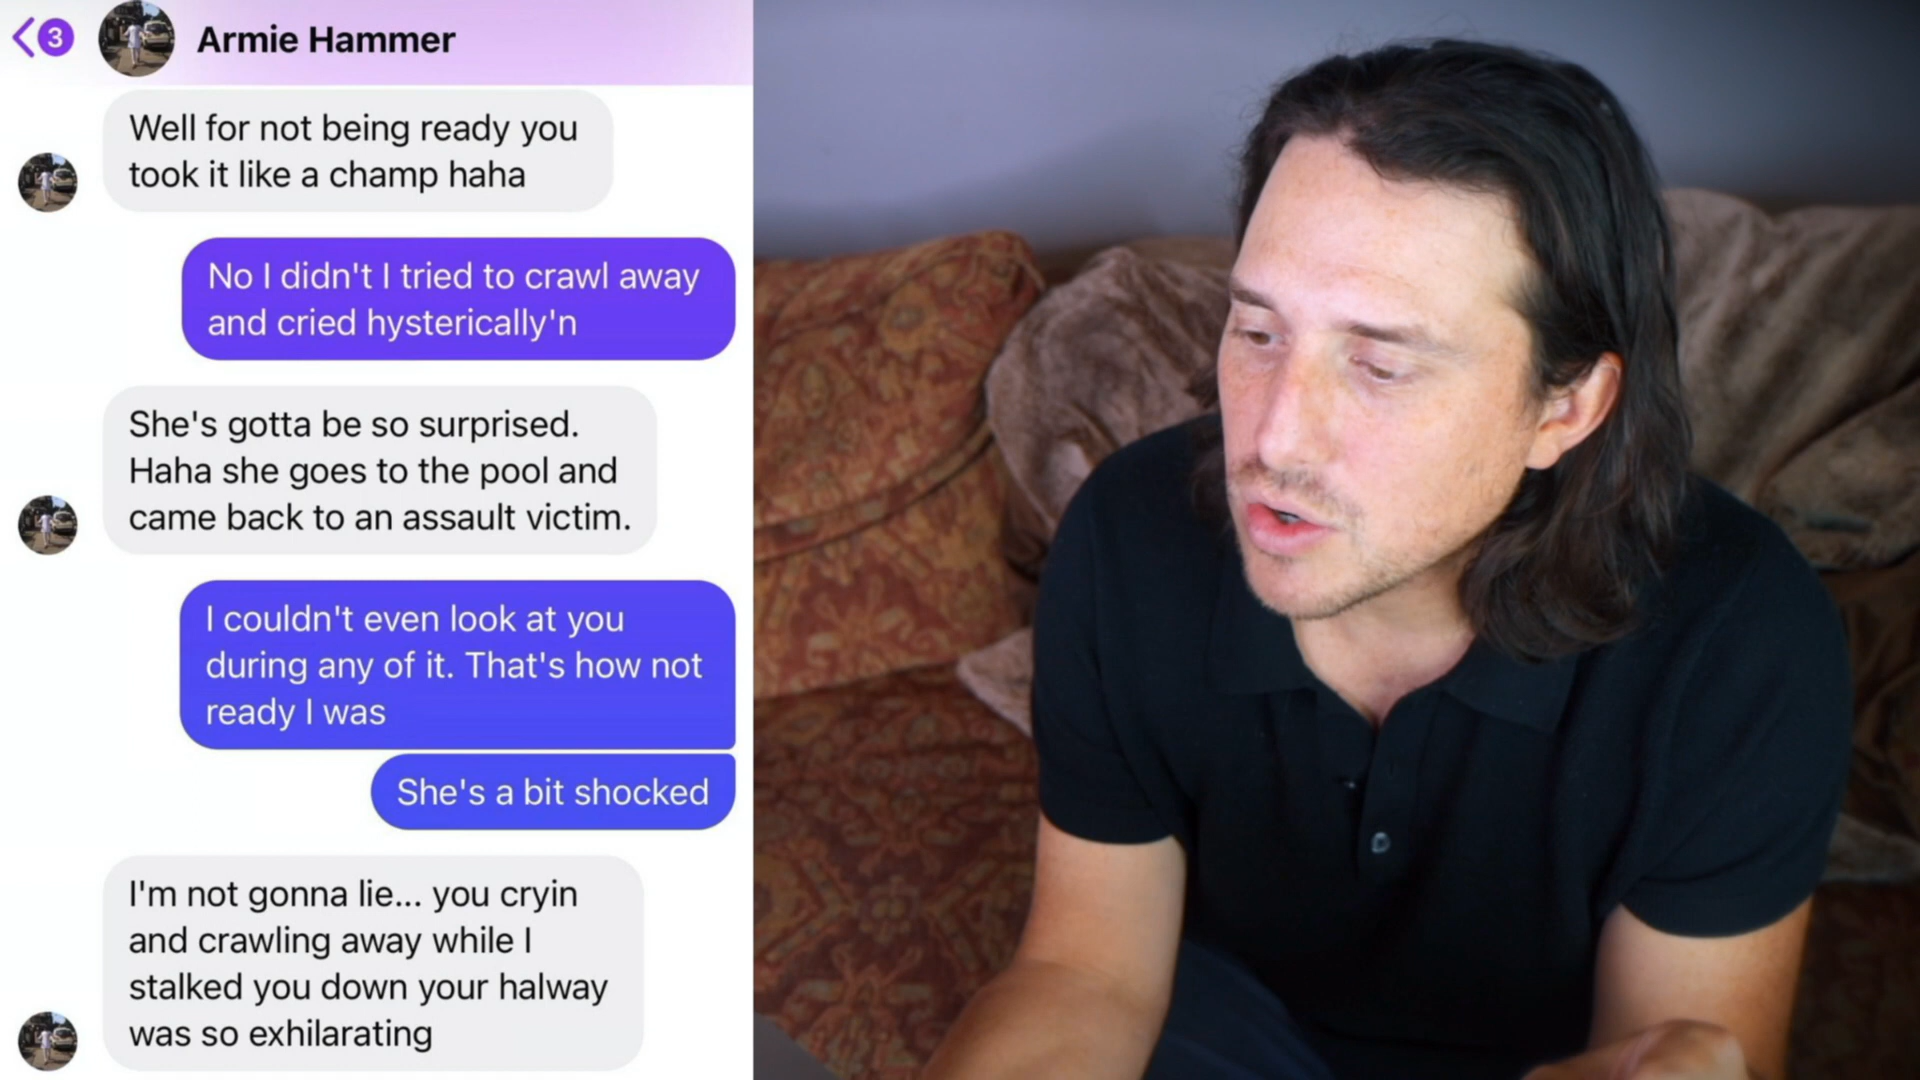 3
Armie Hammer
Well for not being ready you
took it like a champ haha
No I didn't I tried to crawl away
and cried hysterically'n
She's gotta be so surprised.
Haha she goes to the pool and
came back to an assault victim.
I couldn't even look at you
during any of it. That's how not
ready I was
She's a bit shocked
I'm not gonna lie... you cryin
and crawling away while I
stalked you down your halway
was so exhilarating